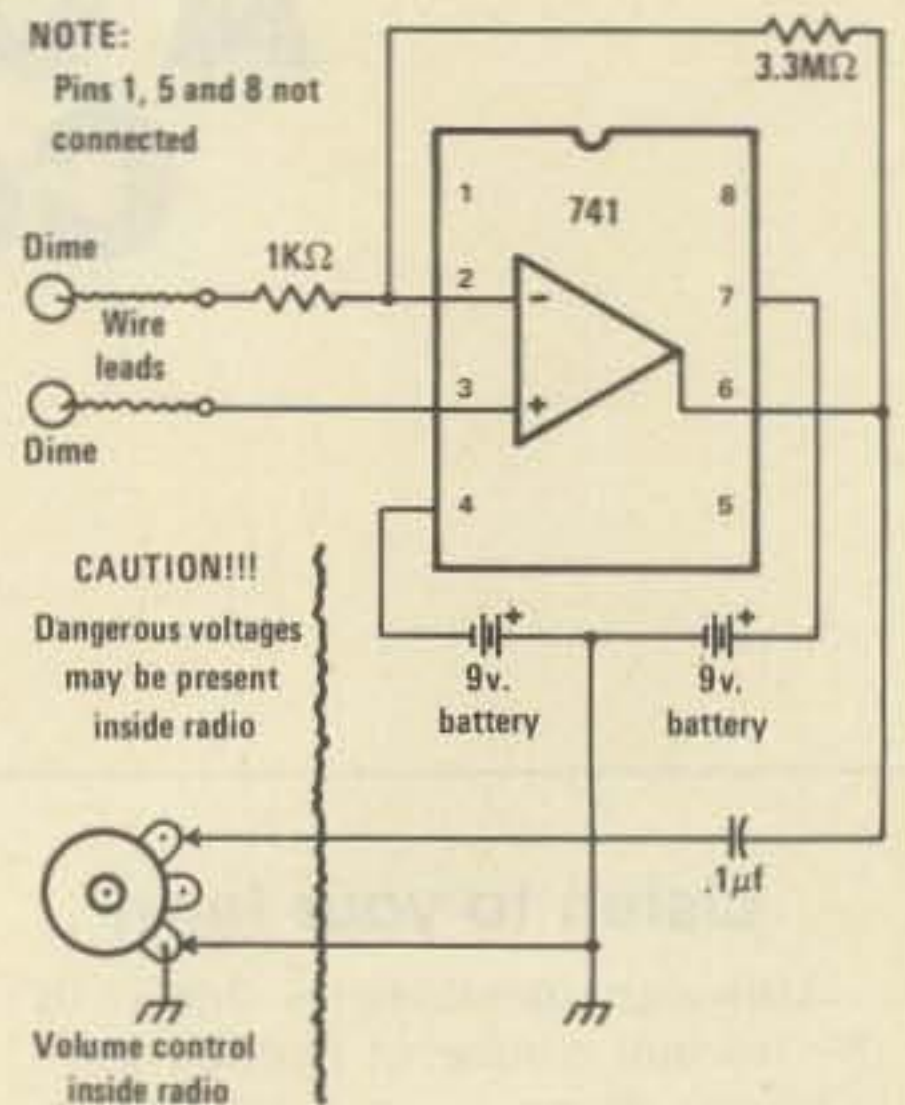 NOTE:
Pins 1, 5 and 8 not
connected
3.3MΩ
1
741
8
Dime
1KΩ
2
-
7
Wire
leads
3
+
6
Dime
4
5
CAUTION!!!
Dangerous voltages
may be present
inside radio
+
9v.
battery
+
9v.
battery
.1µf
Volume control
inside radio